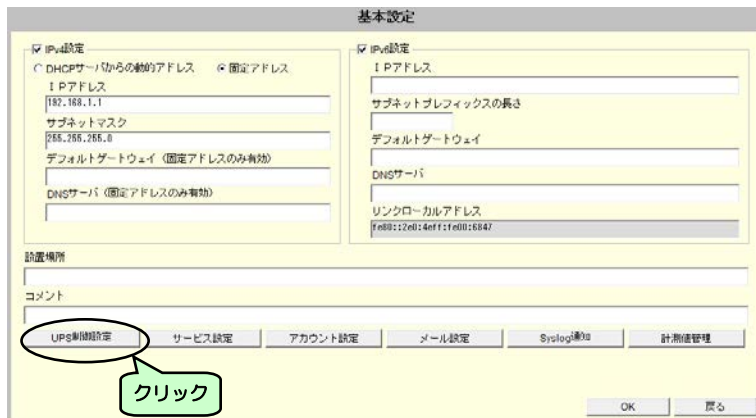 基本設定
IPv4設定
DHCPサーバからの動的アドレス 固定アドレス
IPアドレス
192.168.1.1
サブネットマスク
255.255.255.0
デフォルトゲートウェイ（固定アドレスのみ有効）
DNSサーバ（固定アドレスのみ有効）
IPv6設定
IPアドレス
サブネットプレフィックスの長さ
デフォルトゲートウェイ
DNSサーバ
リンクローカルアドレス
fe80::2e0:4eff:fe00:6847
設置場所
コメント
UPS制御設定 サービス設定 アカウント設定 メール設定 Syslog通知 計測値管理
クリック
OK 戻る